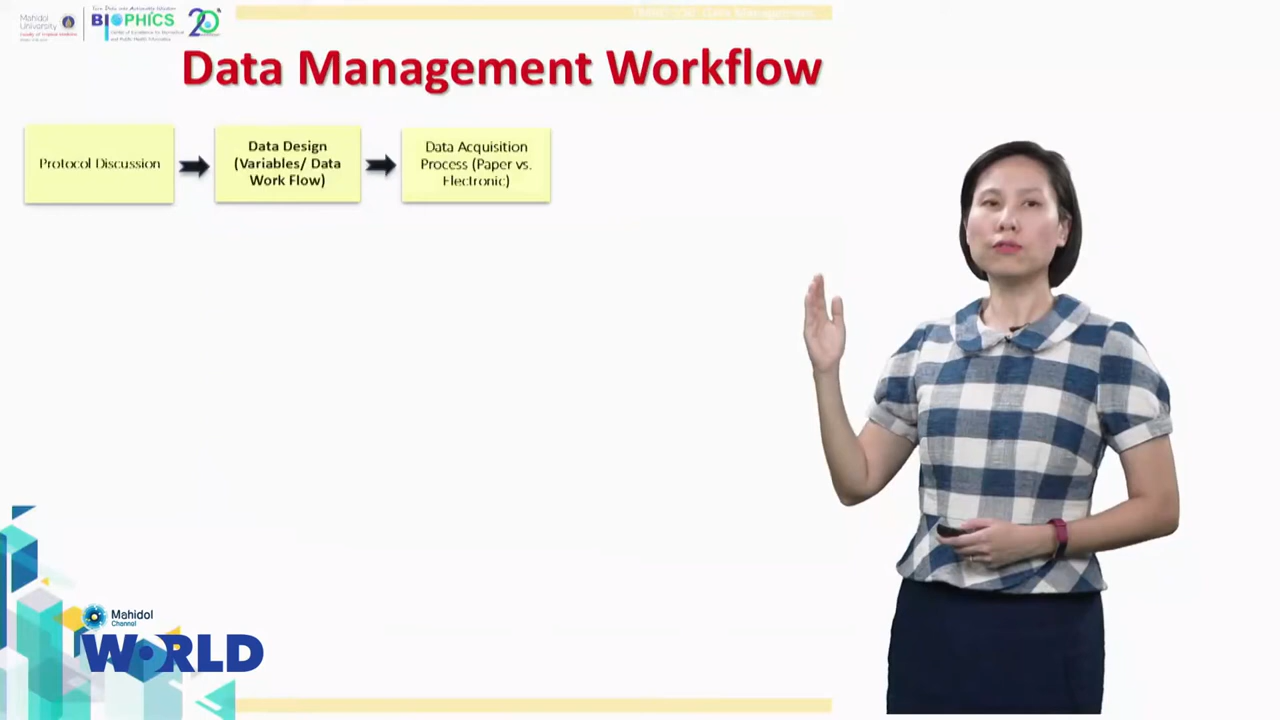 Mahidol
University
BIOPHICS
20
Data Management Workflow
Protocol Discussion
Data Design
(Variables/ Data
Work Flow)
Data Acquisition
Process (Paper vs.
Electronic)
Mahidol
Channel
WORLD